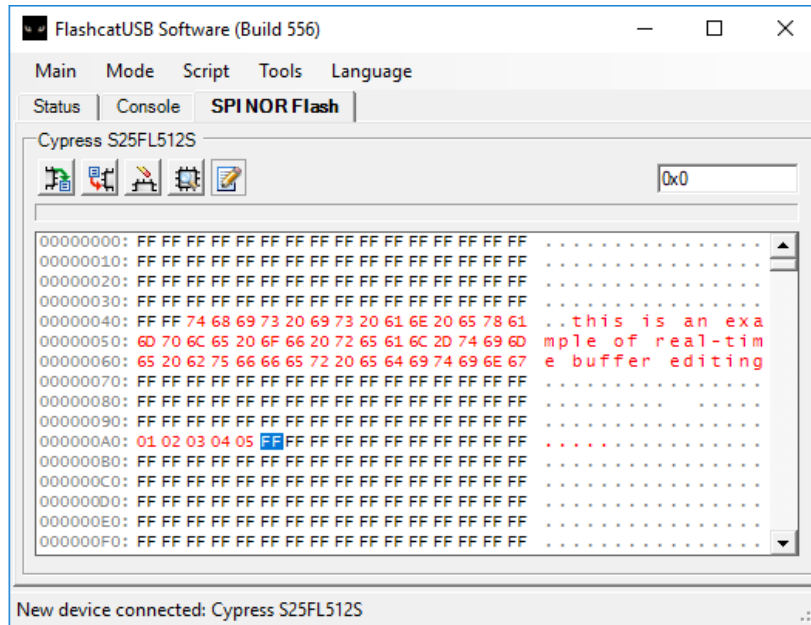 FlashcatUSB Software (Build 556)
Main Mode Script Tools Language
Status Console SPI NOR Flash
Cypress S25FL512S
0x0
00000000: FF FF FF FF FF FF FF FF FF FF FF FF FF FF FF FF ................
00000010: FF FF FF FF FF FF FF FF FF FF FF FF FF FF FF FF ................
00000020: FF FF FF FF FF FF FF FF FF FF FF FF FF FF FF FF ................
00000030: FF FF FF FF FF FF FF FF FF FF FF FF FF FF FF FF ................
00000040: FF FF 74 68 69 73 20 69 73 20 61 6E 20 65 78 61 ..this is an exa
00000050: 6D 70 6C 65 20 6F 66 20 72 65 61 6C 2D 74 69 6D mple of real-tim
00000060: 65 20 62 75 66 66 65 72 20 65 64 69 74 69 6E 67 e buffer editing
00000070: FF FF FF FF FF FF FF FF FF FF FF FF FF FF FF FF ................
00000080: FF FF FF FF FF FF FF FF FF FF FF FF FF FF FF FF ....... .....
00000090: FF FF FF FF FF FF FF FF FF FF FF FF FF FF FF FF ................
000000A0: 01 02 03 04 05 FF FF FF FF FF FF FF FF FF FF FF ................
000000B0: FF FF FF FF FF FF FF FF FF FF FF FF FF FF FF FF ................
000000C0: FF FF FF FF FF FF FF FF FF FF FF FF FF FF FF FF ................
000000D0: FF FF FF FF FF FF FF FF FF FF FF FF FF FF FF FF ................
000000E0: FF FF FF FF FF FF FF FF FF FF FF FF FF FF FF FF ................
000000F0: FF FF FF FF FF FF FF FF FF FF FF FF FF FF FF FF ................
New device connected: Cypress S25FL512S